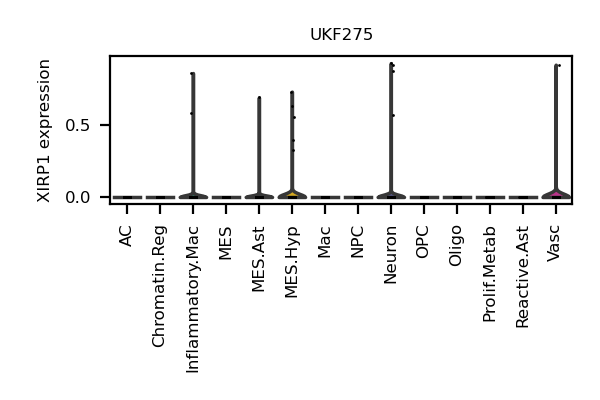 UKF275
XIRP1 expression
0.5
0.0
AC
Chromatin.Reg
Inflammatory.Mac
MES
MES.Ast
MES.Hyp
Mac
NPC
Neuron
OPC
Oligo
Prolif.Metab
Reactive.Ast
Vasc